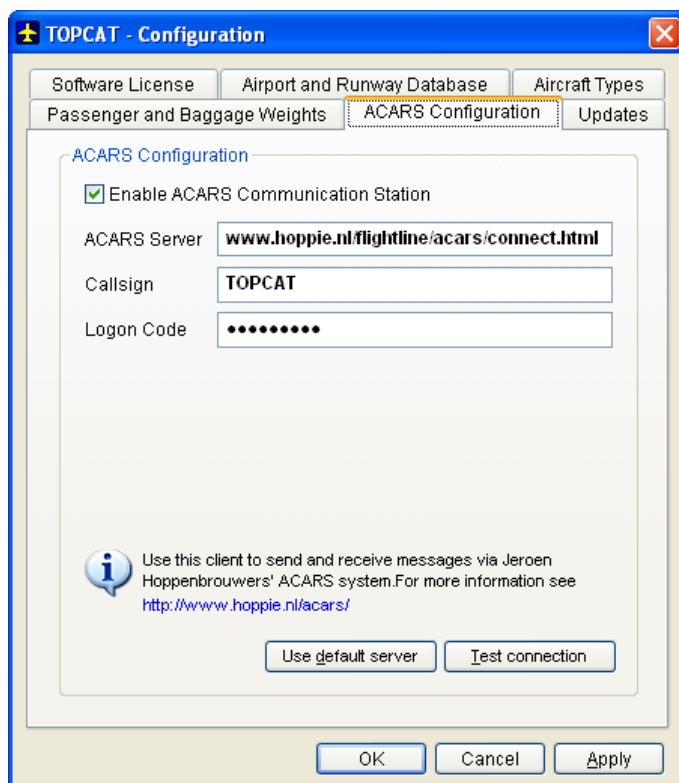 TOPCAT - Configuration
Software License
Airport and Runway Database
Aircraft Types
Passenger and Baggage Weights
ACARS Configuration
Updates
ACARS Configuration
Enable ACARS Communication Station
ACARS Server www.hoppie.nl/flightline/acars/connect.html
Callsign TOPCAT
Logon Code •••••••••
Use this client to send and receive messages via Jeroen
Hoppenbrouwers' ACARS system.For more information see
http://www.hoppie.nl/acars/
Use default server
Test connection
OK
Cancel
Apply